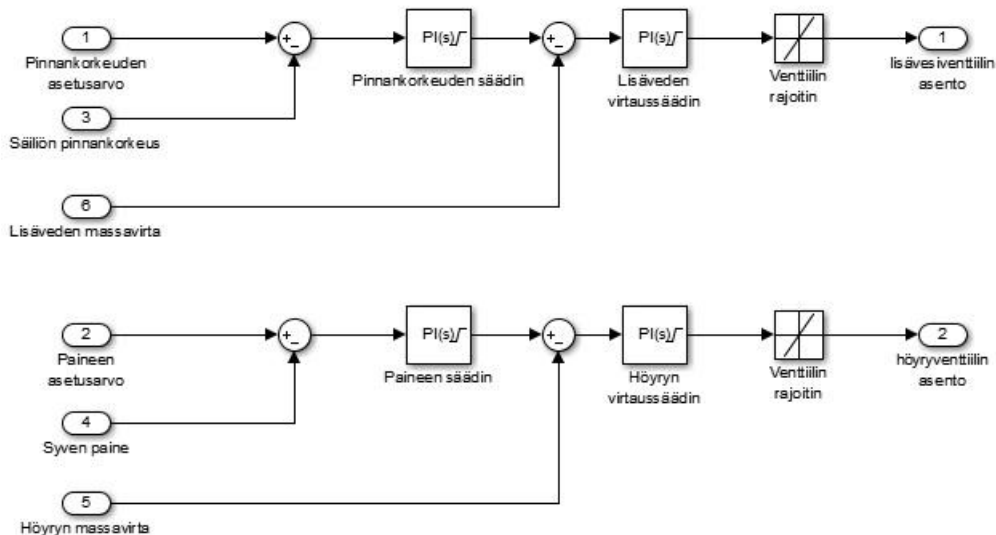 1
Pinnankorkeuden
asetusarvo
+
-
PI(s)
Pinnankorkeuden säädin
+
-
PI(s)
Lisäveden
virtaussäädin
Venttiilin
rajoitin
1
lisävesiventtiilin
asento
3
Säiliön pinnankorkeus
6
Lisäveden massavirta
2
Paineen
asetusarvo
+
-
PI(s)
Paineen säädin
+
-
PI(s)
Höyryn
virtaussäädin
Venttiilin
rajoitin
2
höyryventtiilin
asento
4
Syven paine
5
Höyryn massavirta